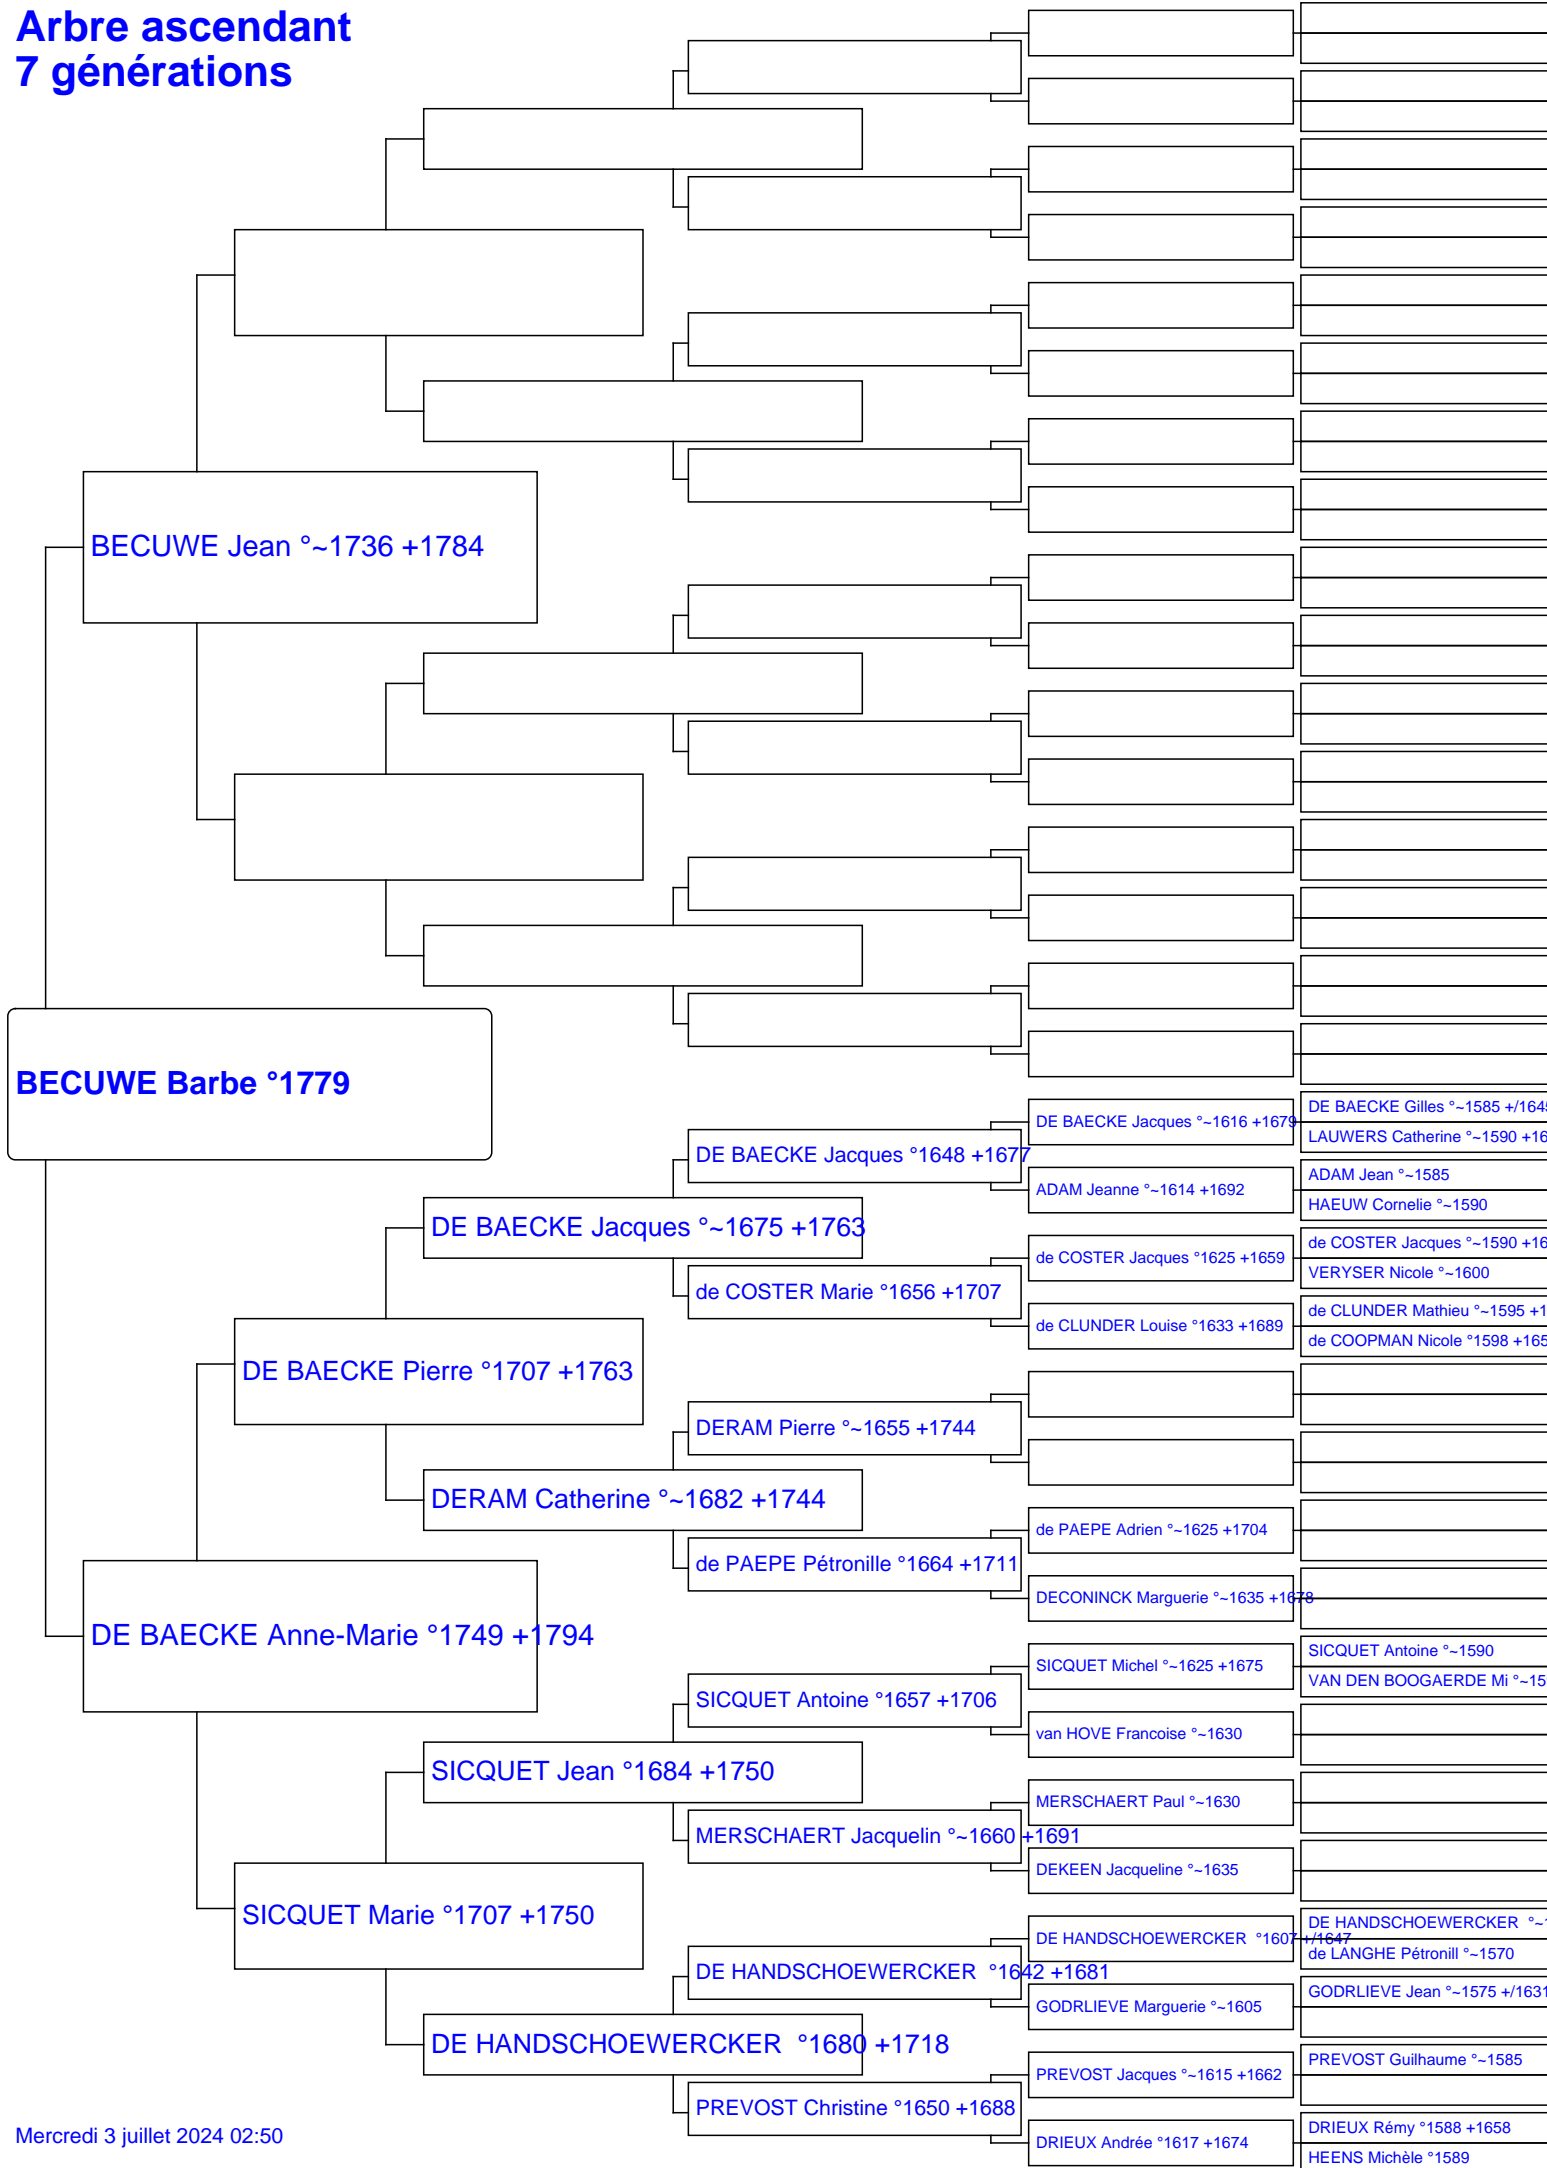 Arbre ascendant
7 générations
BECUWE Jean °~1736 +1784
BECUWE Barbe °1779
DE BAECKE Gilles °~1585 +/1645
DE BAECKE Jacques °~1616 +1679
LAUWERS Catherine °~1590 +16
DE BAECKE Jacques °1648 +1677
ADAM Jean °~1585
ADAM Jeanne °~1614 +1692
HAEUW Cornelie °~1590
DE BAECKE Jacques °~1675 +1763
de COSTER Jacques °~1590 +16
de COSTER Jacques °1625 +1659
VERYSER Nicole °~1600
de COSTER Marie °1656 +1707
de CLUNDER Mathieu °~1595 +1
de CLUNDER Louise °1633 +1689
de COOPMAN Nicole °1598 +165
DE BAECKE Pierre °1707 +1763
DERAM Pierre °~1655 +1744
DERAM Catherine °~1682 +1744
de PAEPE Adrien °~1625 +1704
de PAEPE Pétronille °1664 +1711
DECONINCK Marguerie °~1635 +1678
DE BAECKE Anne-Marie °1749 +1794
SICQUET Antoine °~1590
SICQUET Michel °~1625 +1675
VAN DEN BOOGAERDE Mi °~15
SICQUET Antoine °1657 +1706
van HOVE Francoise °~1630
SICQUET Jean °1684 +1750
MERSCHAERT Paul °~1630
MERSCHAERT Jacquelin °~1660 +1691
DEKEEN Jacqueline °~1635
SICQUET Marie °1707 +1750
DE HANDSCHOEWERCKER °~1
DE HANDSCHOEWERCKER °1607 +/1647
de LANGHE Pétronill °~1570
DE HANDSCHOEWERCKER °1642 +1681
GODRLIEVE Jean °~1575 +/1631
GODRLIEVE Marguerie °~1605
DE HANDSCHOEWERCKER °1680 +1718
PREVOST Guilhaume °~1585
PREVOST Jacques °~1615 +1662
PREVOST Christine °1650 +1688
DRIEUX Rémy °1588 +1658
DRIEUX Andrée °1617 +1674
HEENS Michèle °1589
Mercredi 3 juillet 2024 02:50